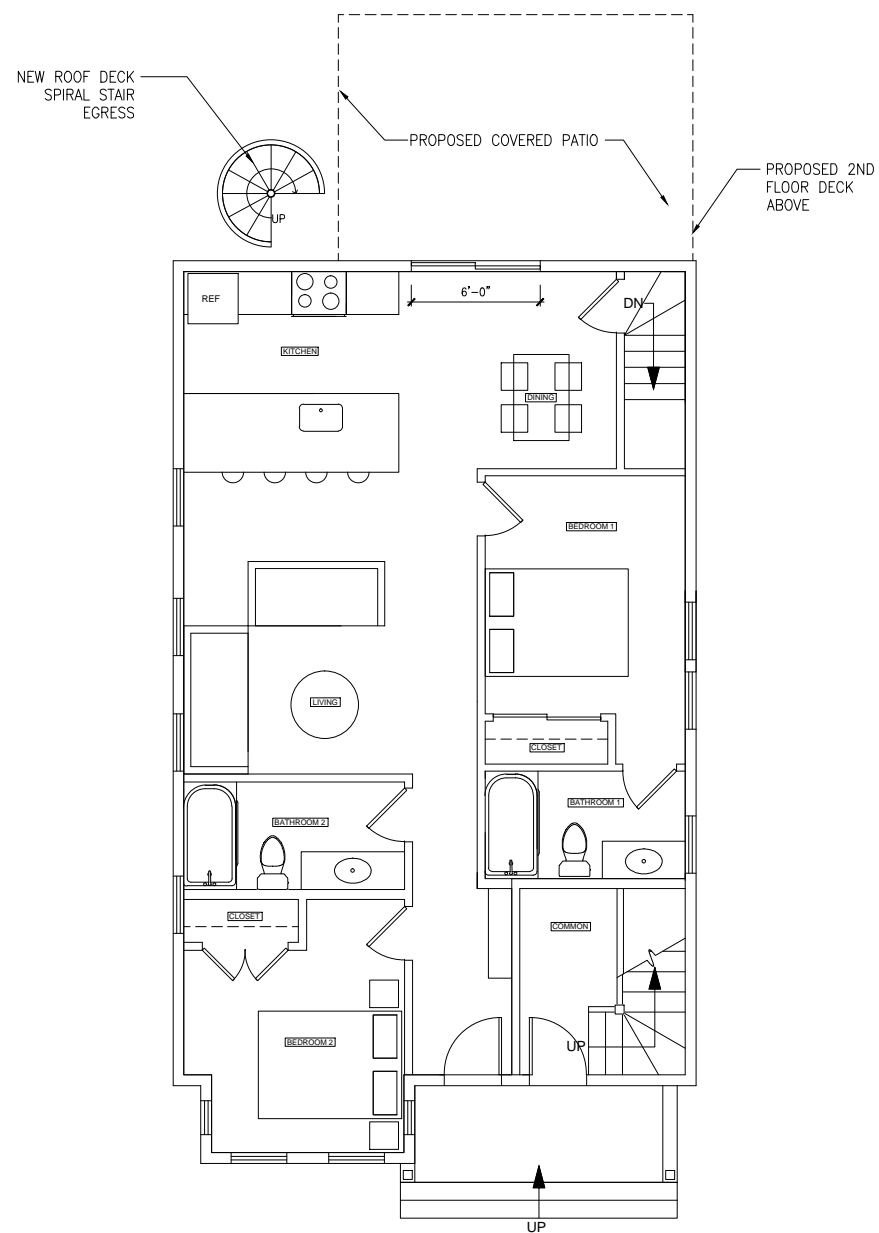 NEW ROOF DECK
SPIRAL STAIR
EGRESS
PROPOSED COVERED PATIO
PROPOSED 2ND
FLOOR DECK
ABOVE
UP
REF
6'-0"
DN
KITCHEN
DINING
BEDROOM 1
LIVING
CLOSET
BATHROOM 2
BATHROOM 1
CLOSET
COMMON
BEDROOM 2
UP
UP